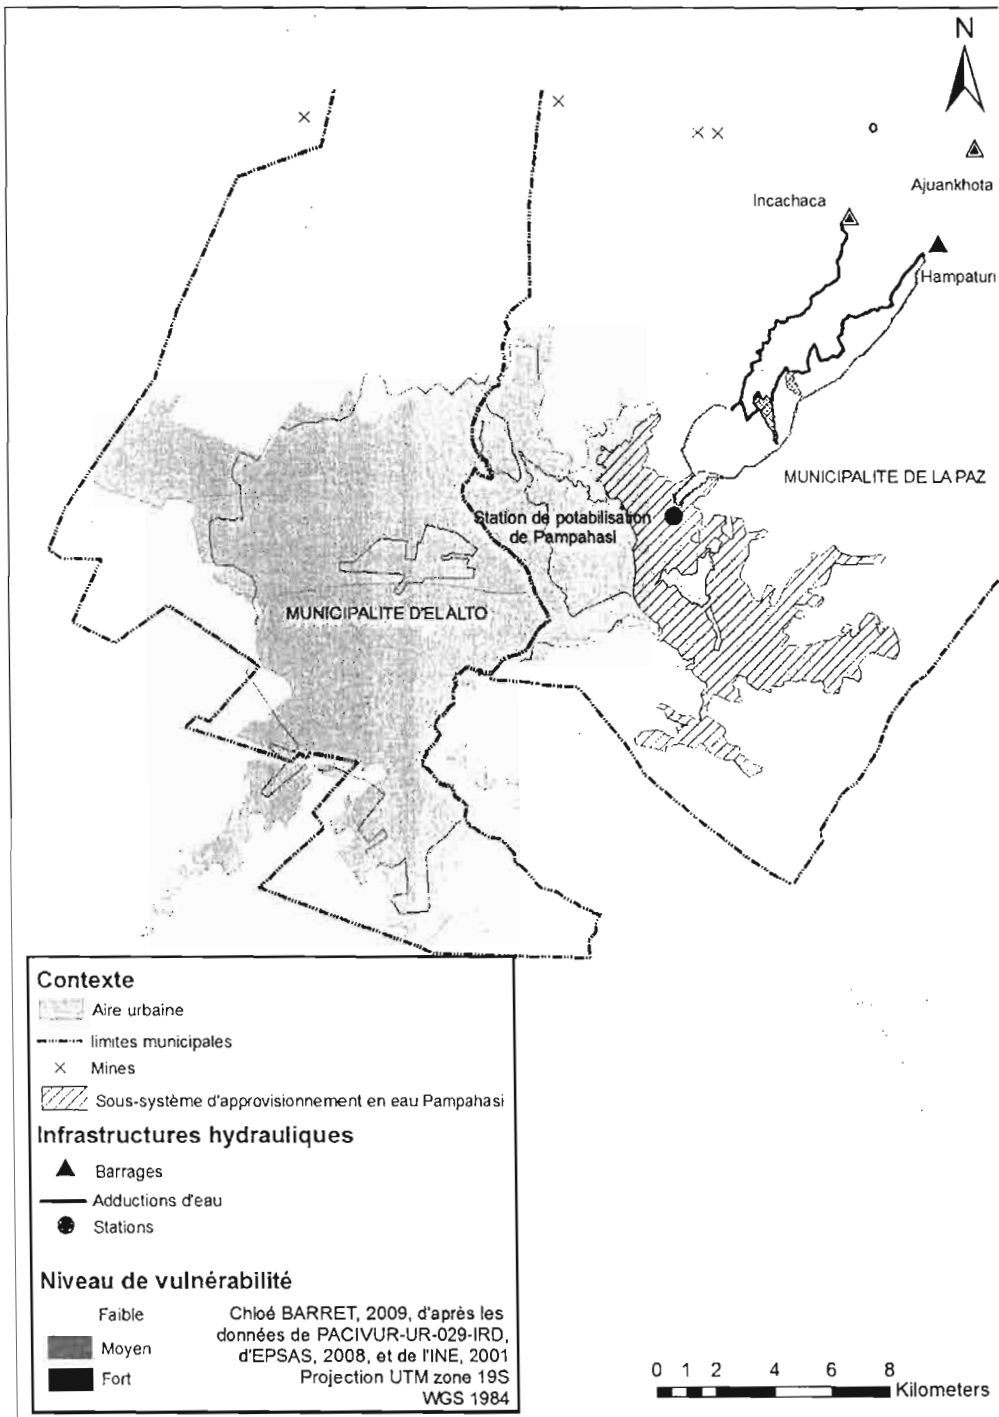 N
Ajuankhota
Incachaca
Hampaturi
MUNICIPALITE DE LA PAZ
Station de potabilisation
de Pampahasi
MUNICIPALITE D'EL ALTO
Contexte
Aire urbaine
limites municipales
Mines
Sous-système d'approvisionnement en eau Pampahasi
Infrastructures hydrauliques
Barrages
Adductions d'eau
Stations
Niveau de vulnérabilité
Faible
Moyen
Fort
Chloé BARRET, 2009, d'après les
données de PACIVUR-UR-029-IRD,
d'EPSAS, 2008, et de l'INE, 2001
Projection UTM zone 19S
WGS 1984
0 1 2 4 6 8
Kilometers